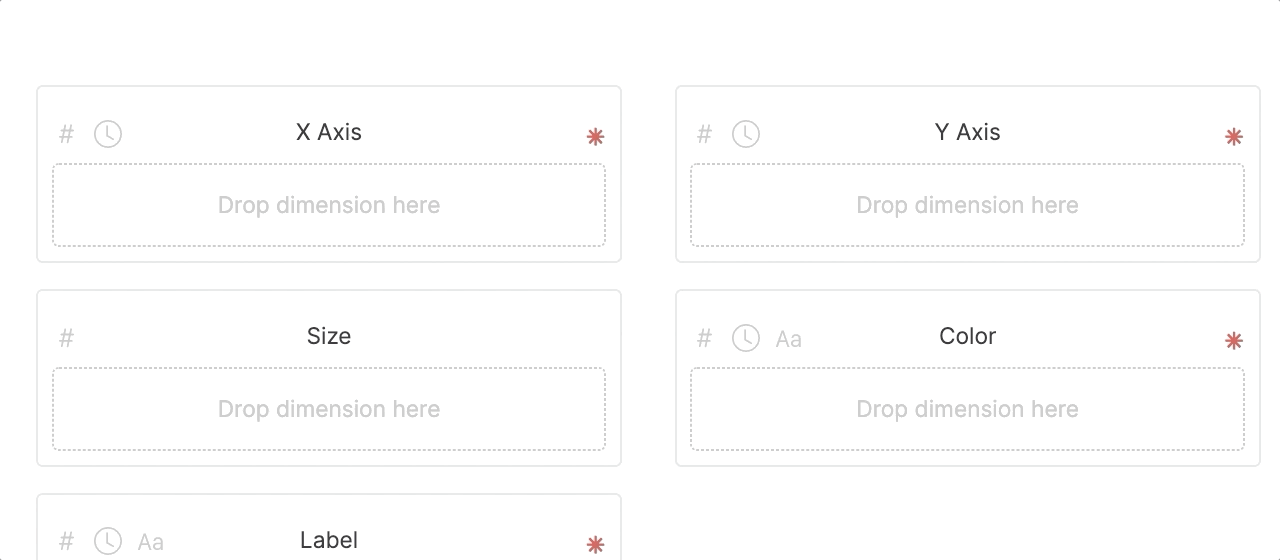 # X Axis *
Drop dimension here
# Y Axis *
Drop dimension here
# Size
Drop dimension here
# Aa Color *
Drop dimension here
# Aa Label *